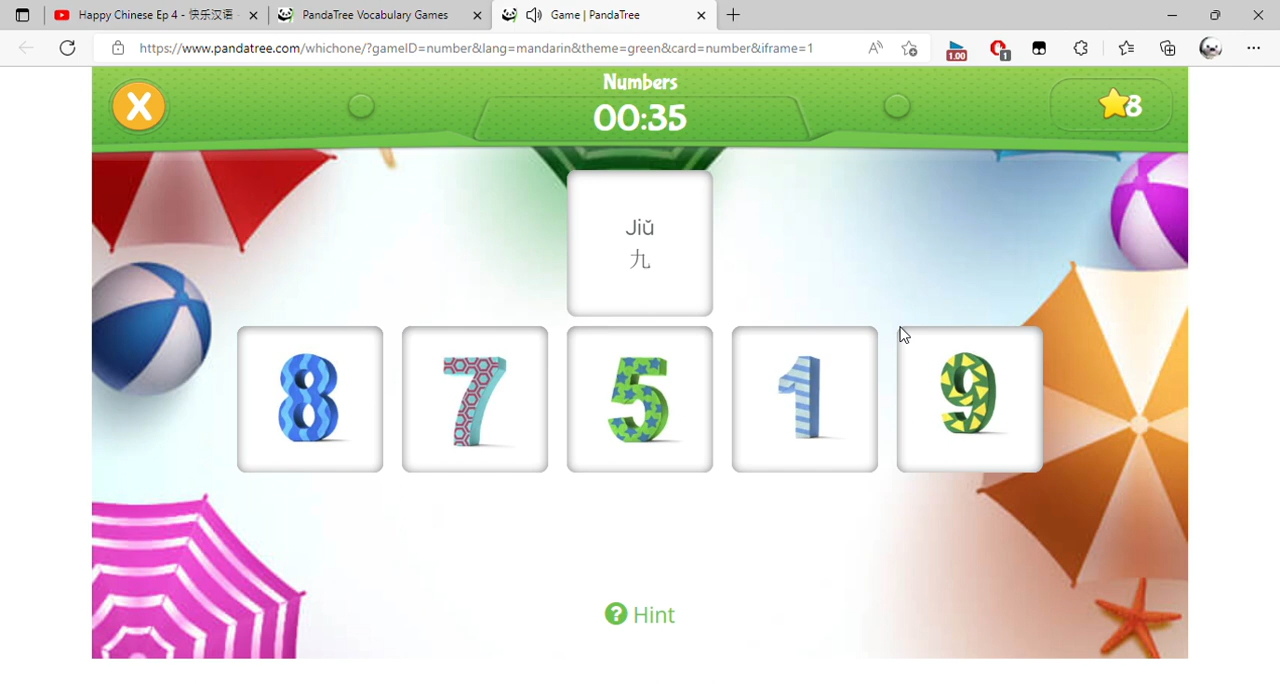 Happy Chinese Ep 4 - 快乐汉语
PandaTree Vocabulary Games
Game | PandaTree
https://www.pandatree.com/whichone/?gameID=number&lang=mandarin&theme=green&card=number&iframe=1
1.00
1
Numbers
00:35
8
Jiǔ
九
8 7 5 1 9
? Hint